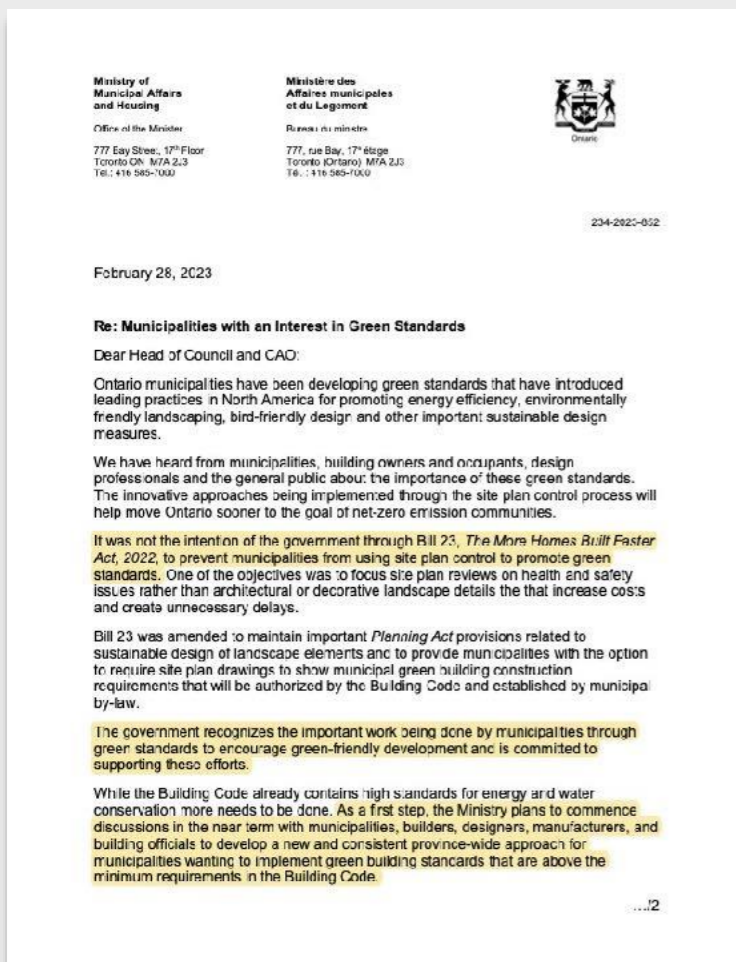 Ministry of
Municipal Affairs
and Housing
Office of the Minister
777 Bay Street, 17th Floor
Toronto ON M7A 2J3
Tel.: 416 585-7000
Ministère des
Affaires municipales
et du Logement
Bureau du ministre
777, rue Bay, 17e étage
Toronto (Ontario) M7A 2J3
Tél. : 416 585-7000
Ontario
February 28, 2023
Re: Municipalities with an Interest in Green Standards
Dear Head of Council and CAO:
Ontario municipalities have been developing green standards that have introduced
leading practices in North America for promoting energy efficiency, environmentally
friendly landscaping, bird-friendly design and other important sustainable design
measures.
We have heard from municipalities, building owners and occupants, design
professionals and the general public about the importance of these green standards.
The innovative approaches being implemented through the site plan control process will
help move Ontario sooner to the goal of net-zero emission communities.
It was not the intention of the government through Bill 23, The More Homes Built Faster
Act, 2022, to prevent municipalities from using site plan control to promote green
standards. One of the objectives was to focus site plan reviews on health and safety
issues rather than architectural or decorative landscape details the that increase costs
and create unnecessary delays.
Bill 23 was amended to maintain important Planning Act provisions related to
sustainable design of landscape elements and to provide municipalities with the option
to require site plan drawings to show municipal green building construction
requirements that will be authorized by the Building Code and established by municipal
by-law.
The government recognizes the important work being done by municipalities through
green standards to encourage green-friendly development and is committed to
supporting these efforts.
While the Building Code already contains high standards for energy and water
conservation more needs to be done. As a first step, the Ministry plans to commence
discussions in the near term with municipalities, builders, designers, manufacturers, and
building officials to develop a new and consistent province-wide approach for
municipalities wanting to implement green building standards that are above the
minimum requirements in the Building Code.
.../2